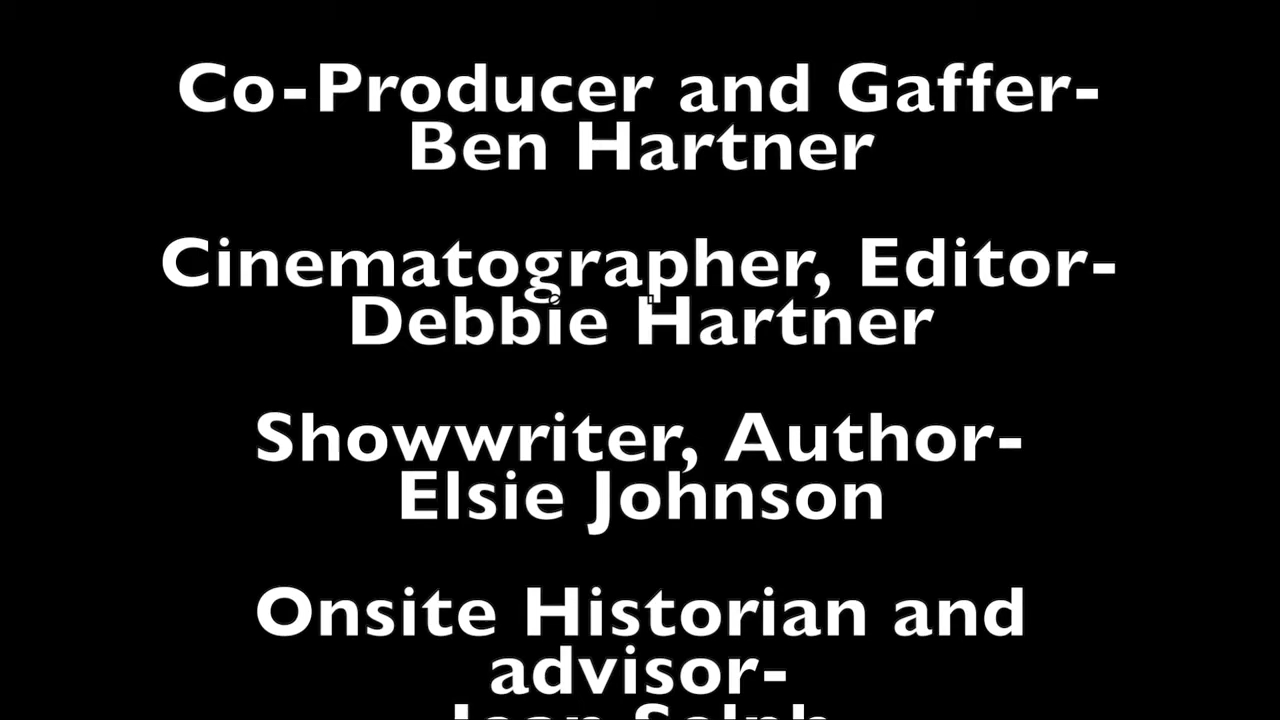 Co-Producer and Gaffer-
Ben Hartner
Cinematographer, Editor-
Debbie Hartner
Showwriter, Author-
Elsie Johnson
Onsite Historian and
advisor-